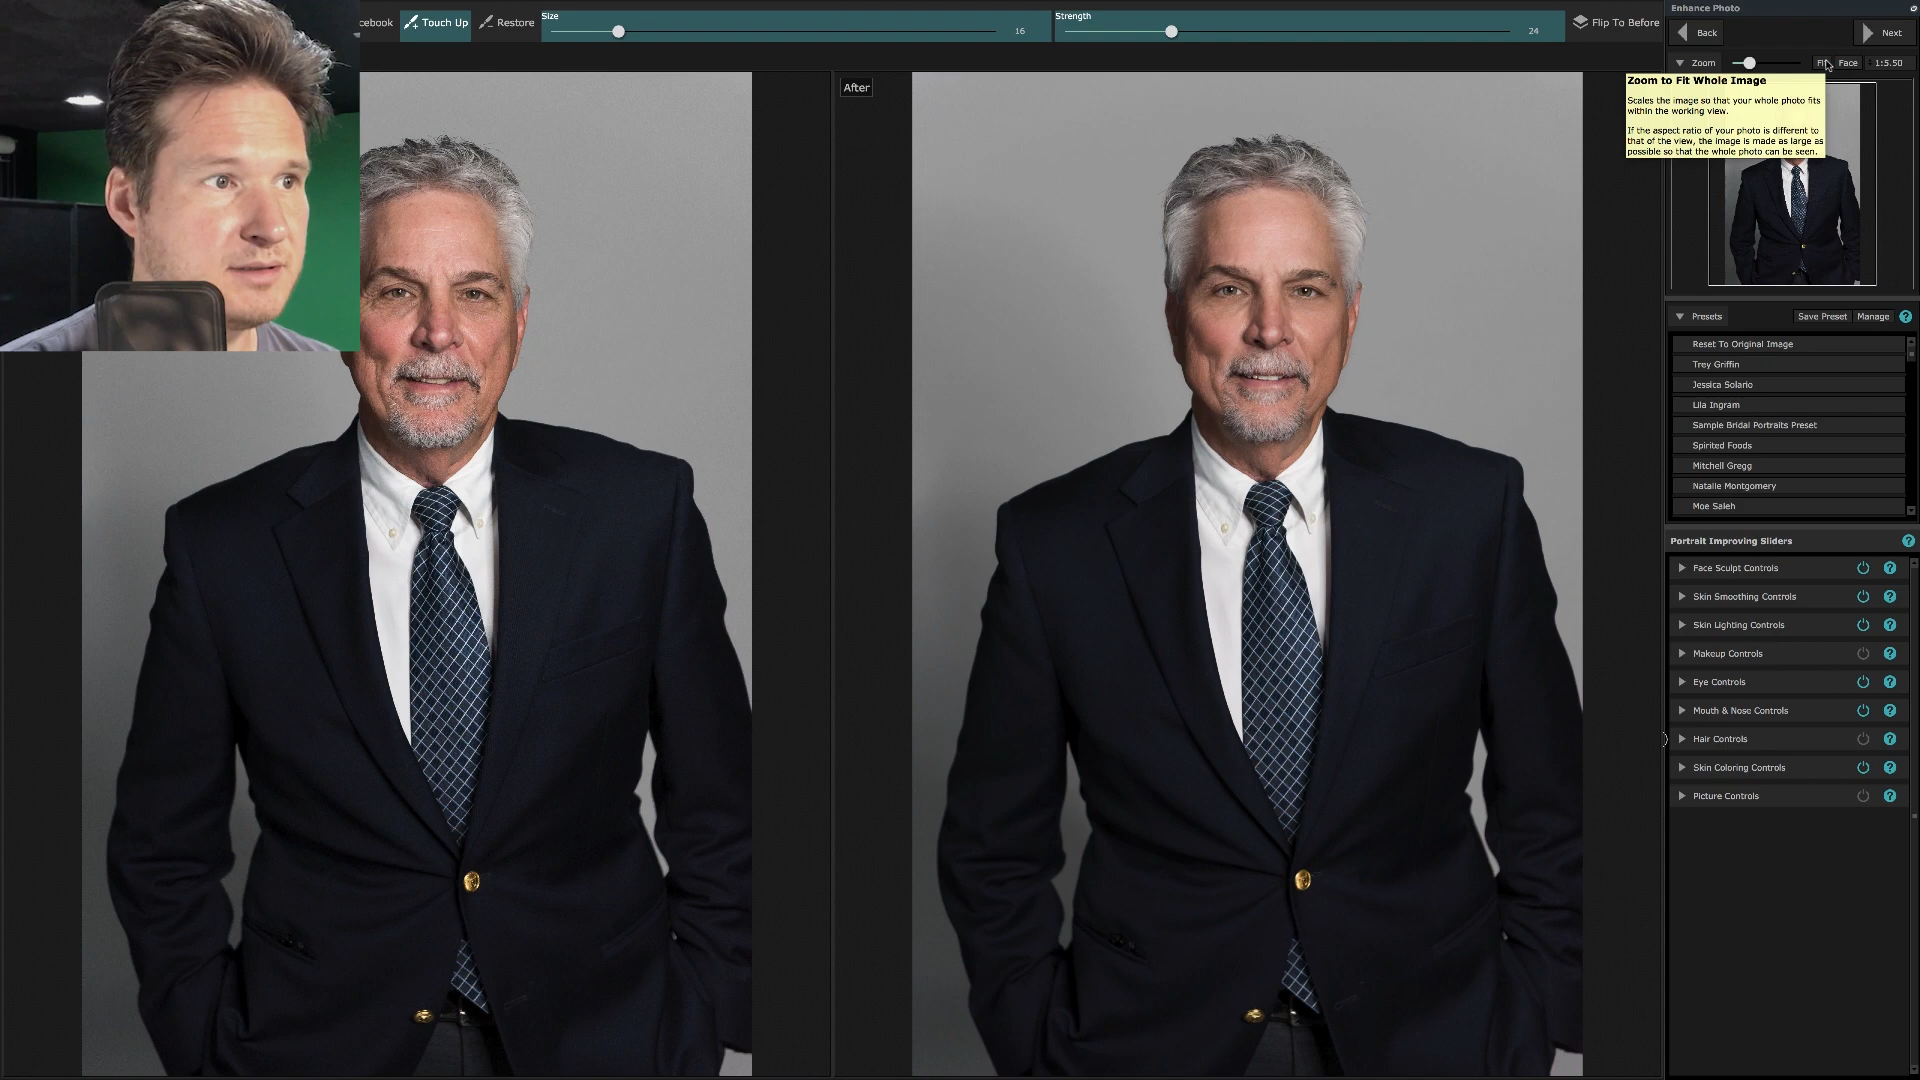 cebook
Touch Up
Restore
Size
16
Strength
24
Flip To Before
Enhance Photo
Back
Next
Zoom
Face
1:5.50
After
Zoom to Fit Whole Image
Scales the image so that your whole photo fits
within the working view.
If the aspect ratio of your photo is different to
that of the view, the image is made as large as
possible so that the whole photo can be seen.
Presets
Save Preset
Manage
?
Reset To Original Image
Trey Griffin
Jessica Solario
Lila Ingram
Sample Bridal Portraits Preset
Spirited Foods
Mitchell Gregg
Natalie Montgomery
Moe Saleh
Portrait Improving Sliders
?
Face Sculpt Controls
?
Skin Smoothing Controls
?
Skin Lighting Controls
?
Makeup Controls
?
Eye Controls
?
Mouth & Nose Controls
?
Hair Controls
?
Skin Coloring Controls
?
Picture Controls
?